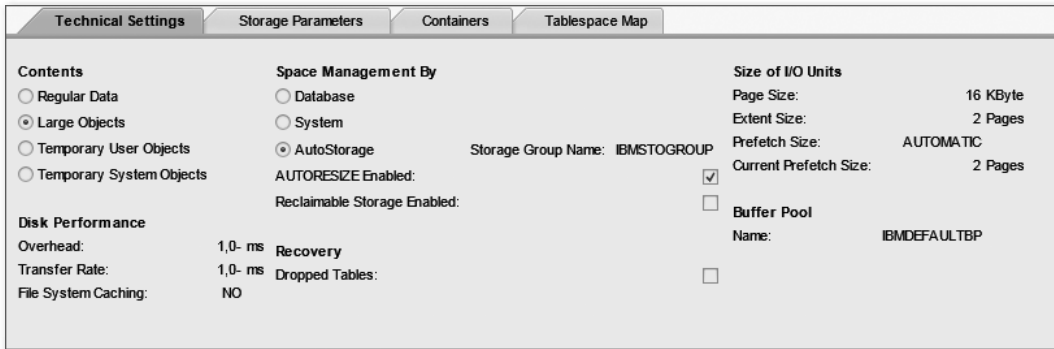 Technical Settings Storage Parameters Containers Tablespace Map
Contents
Regular Data
Large Objects
Temporary User Objects
Temporary System Objects
Disk Performance
Overhead: 1,0- ms
Transfer Rate: 1,0- ms
File System Caching: NO
Space Management By
Database
System
AutoStorage Storage Group Name: IBMSTOGROUP
AUTORESIZE Enabled:
Reclaimable Storage Enabled:
Recovery
Dropped Tables:
Size of I/O Units
Page Size: 16 KByte
Extent Size: 2 Pages
Prefetch Size: AUTOMATIC
Current Prefetch Size: 2 Pages
Buffer Pool
Name: IBMDEFAULTBP